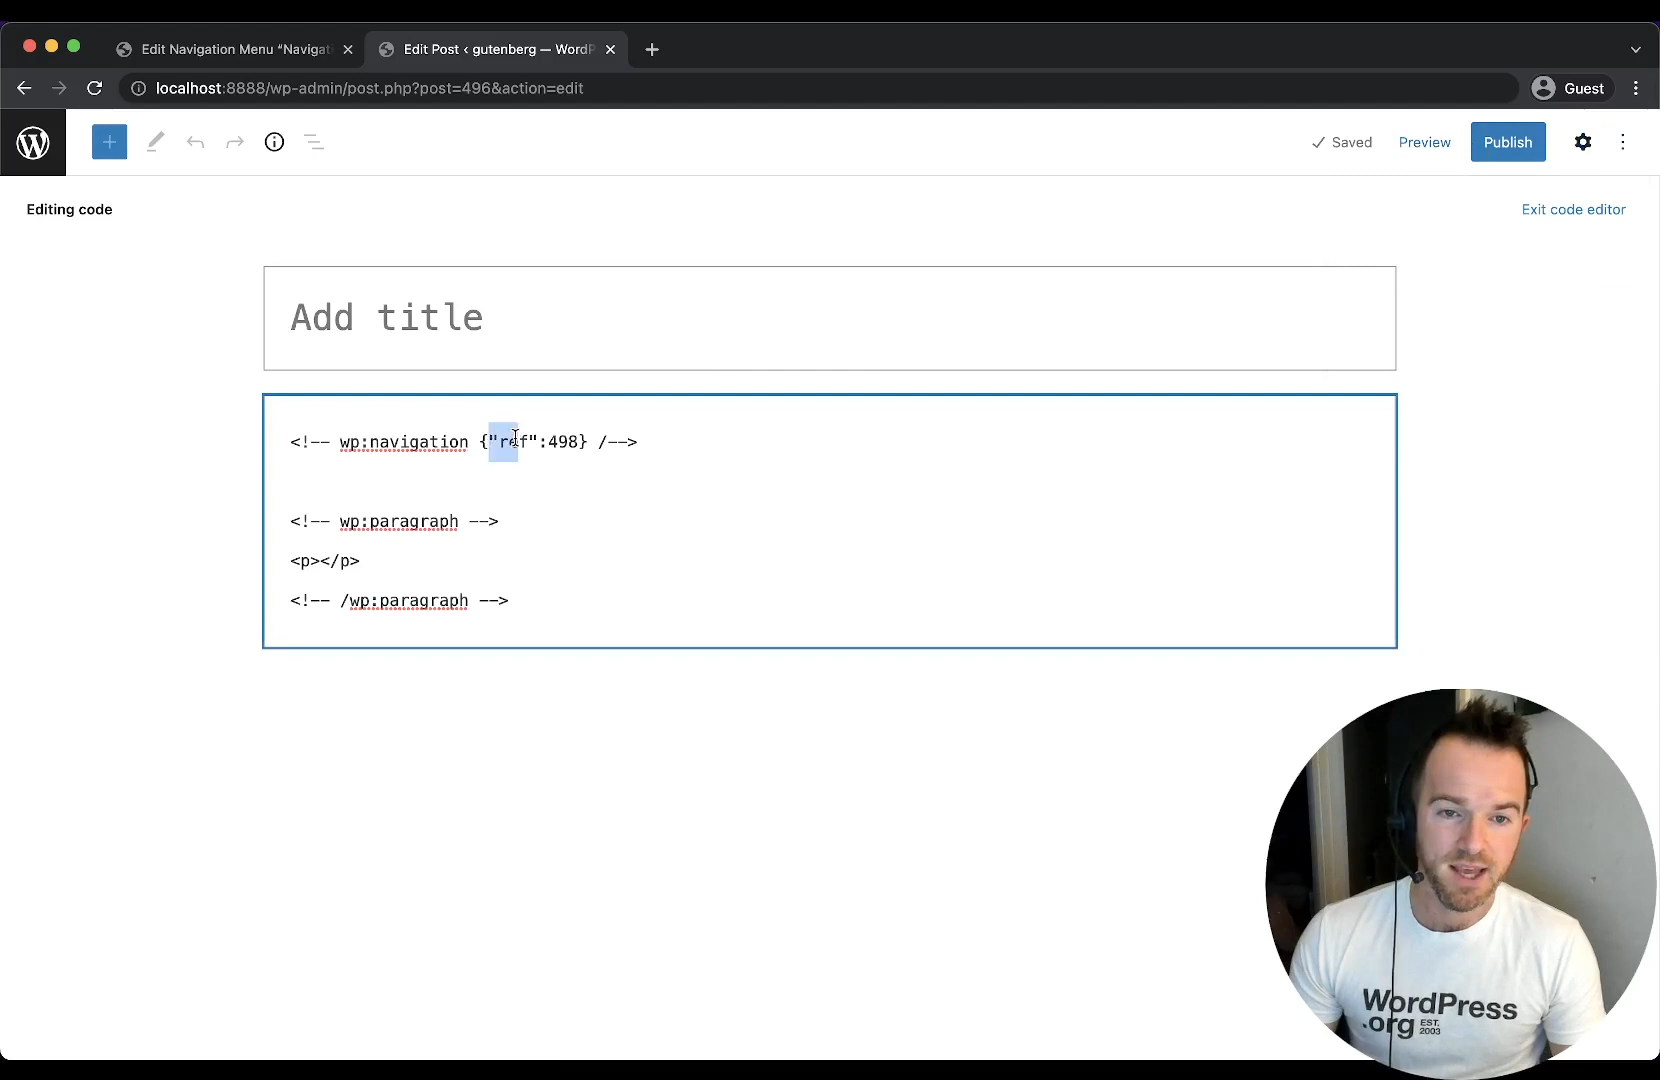 Edit Navigation Menu “Navigati
Edit Post ‹ gutenberg — WordP
localhost:8888/wp-admin/post.php?post=496&action=edit
Guest
Saved
Preview
Publish
Editing code
Exit code editor
Add title
<!-- wp:navigation {"ref":498} /-->
<!-- wp:paragraph -->
<p></p>
<!-- /wp:paragraph -->
WordPress
.org EST.
2003